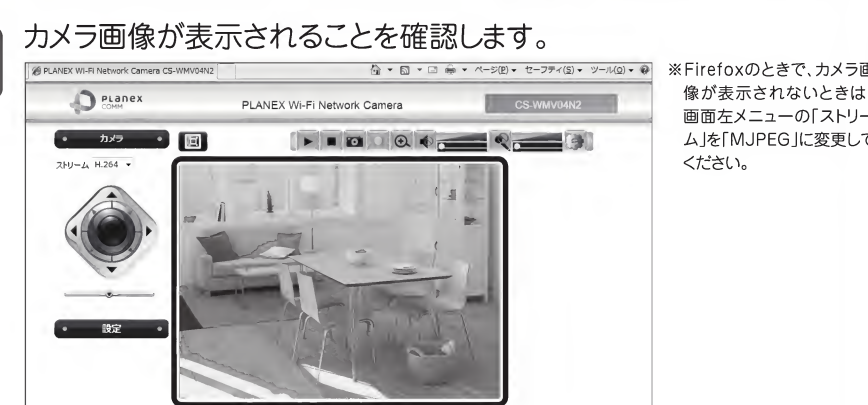 カメラ画像が表示されることを確認します。
PLANEX Wi-Fi Network Camera CS-WMV04N2
ページ(P) セーフティ(S) ツール(O)
※Firefoxのときで、カメラ画
像が表示されないときは
画面左メニューの「ストリー
ム」を「MJPEG」に変更して
ください。
PLANEX
COMM
PLANEX Wi-Fi Network Camera
CS-WMV04N2
カメラ
ストリーム H.264
設定